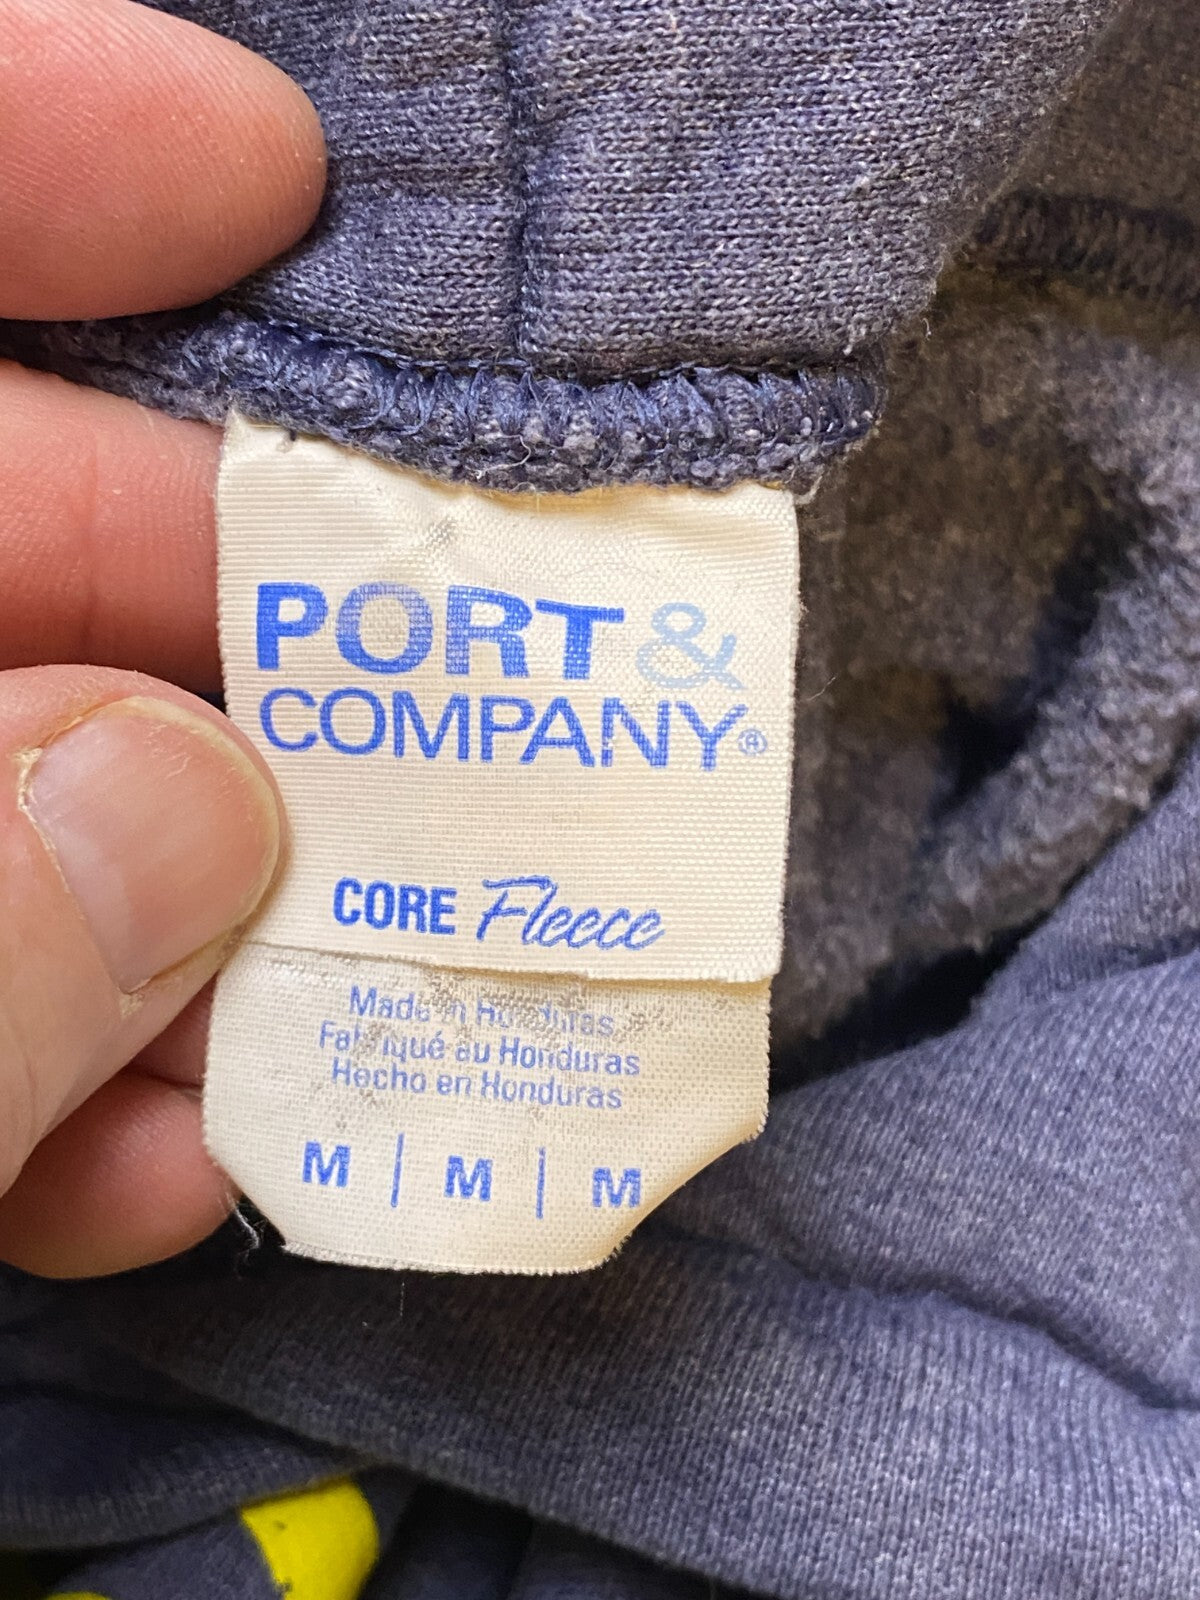 PORT &
COMPANY®
CORE Fleece
Made in Honduras
Fabriqué au Honduras
Hecho en Honduras
M | M | M